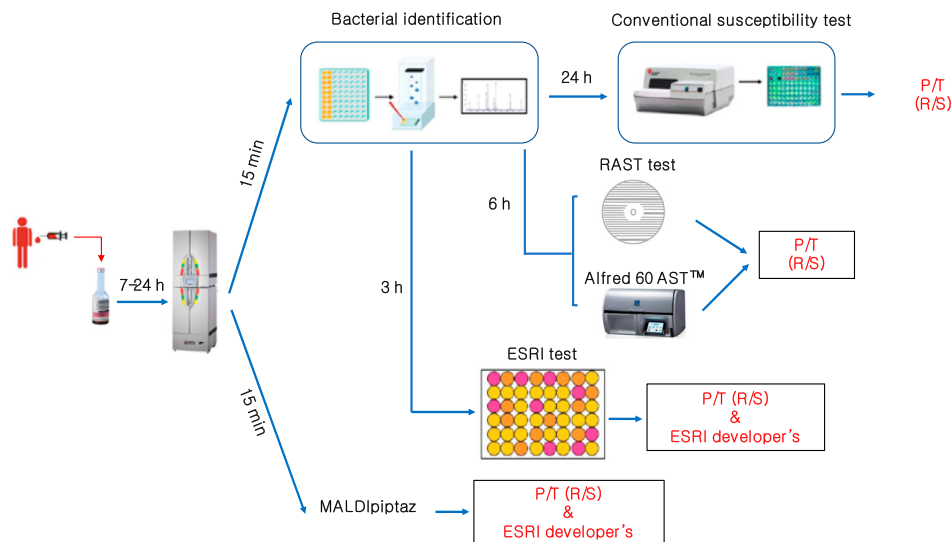 Bacterial identification
Conventional susceptibility test
24 h
P/T
(R/S)
15 min
RAST test
6 h
P/T
(R/S)
7–24 h
3 h
Alfred 60 AST™
ESRI test
15 min
P/T (R/S)
&
ESRI developer's
MALDIpiptaz
P/T (R/S)
&
ESRI developer's